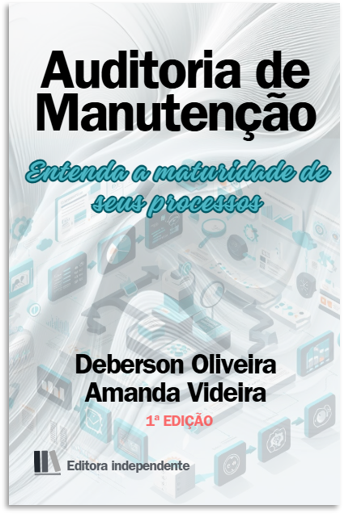 Auditoria de
Manutenção
Entenda a maturidade de
seus processos
Deberson Oliveira
Amanda Videira
1ª EDIÇÃO
Editora independente